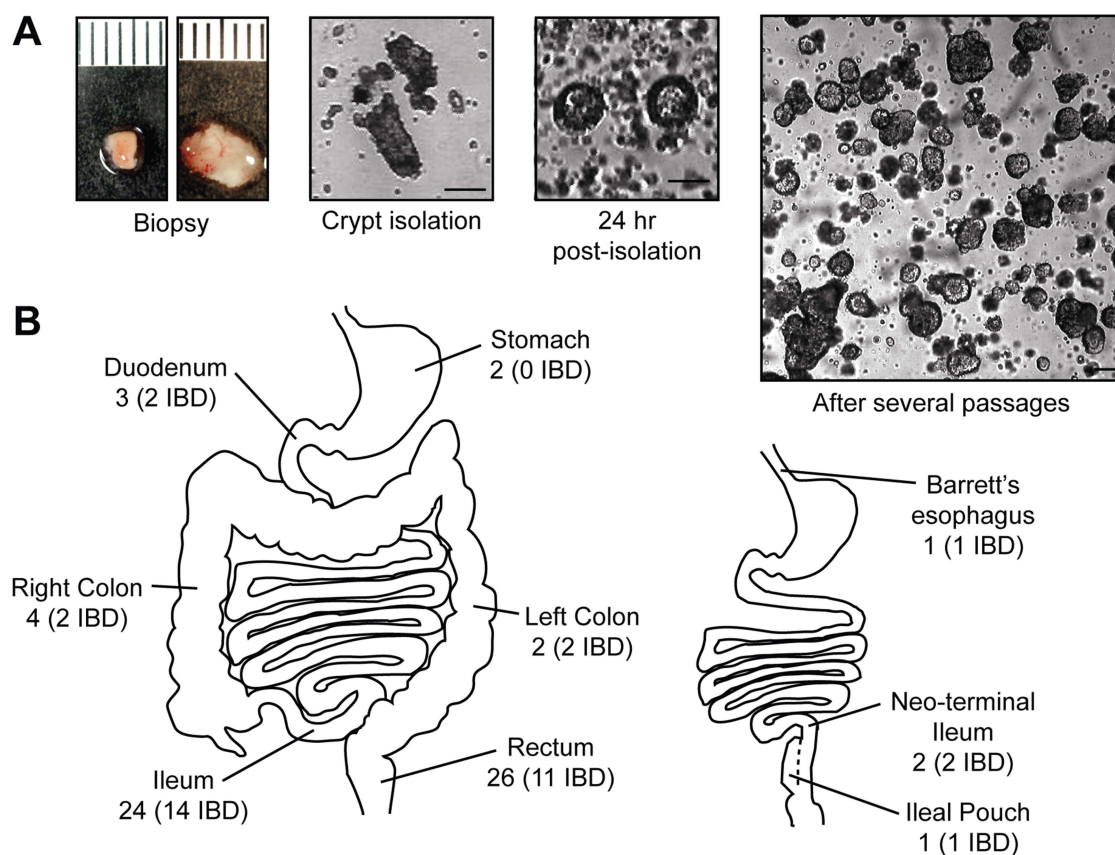 A
Biopsy
Crypt isolation
24 hr
post-isolation
After several passages
B
Duodenum
3 (2 IBD)
Stomach
2 (0 IBD)
Right Colon
4 (2 IBD)
Left Colon
2 (2 IBD)
Ileum
24 (14 IBD)
Rectum
26 (11 IBD)
Barrett’s
esophagus
1 (1 IBD)
Neo-terminal
Ileum
2 (2 IBD)
Ileal Pouch
1 (1 IBD)